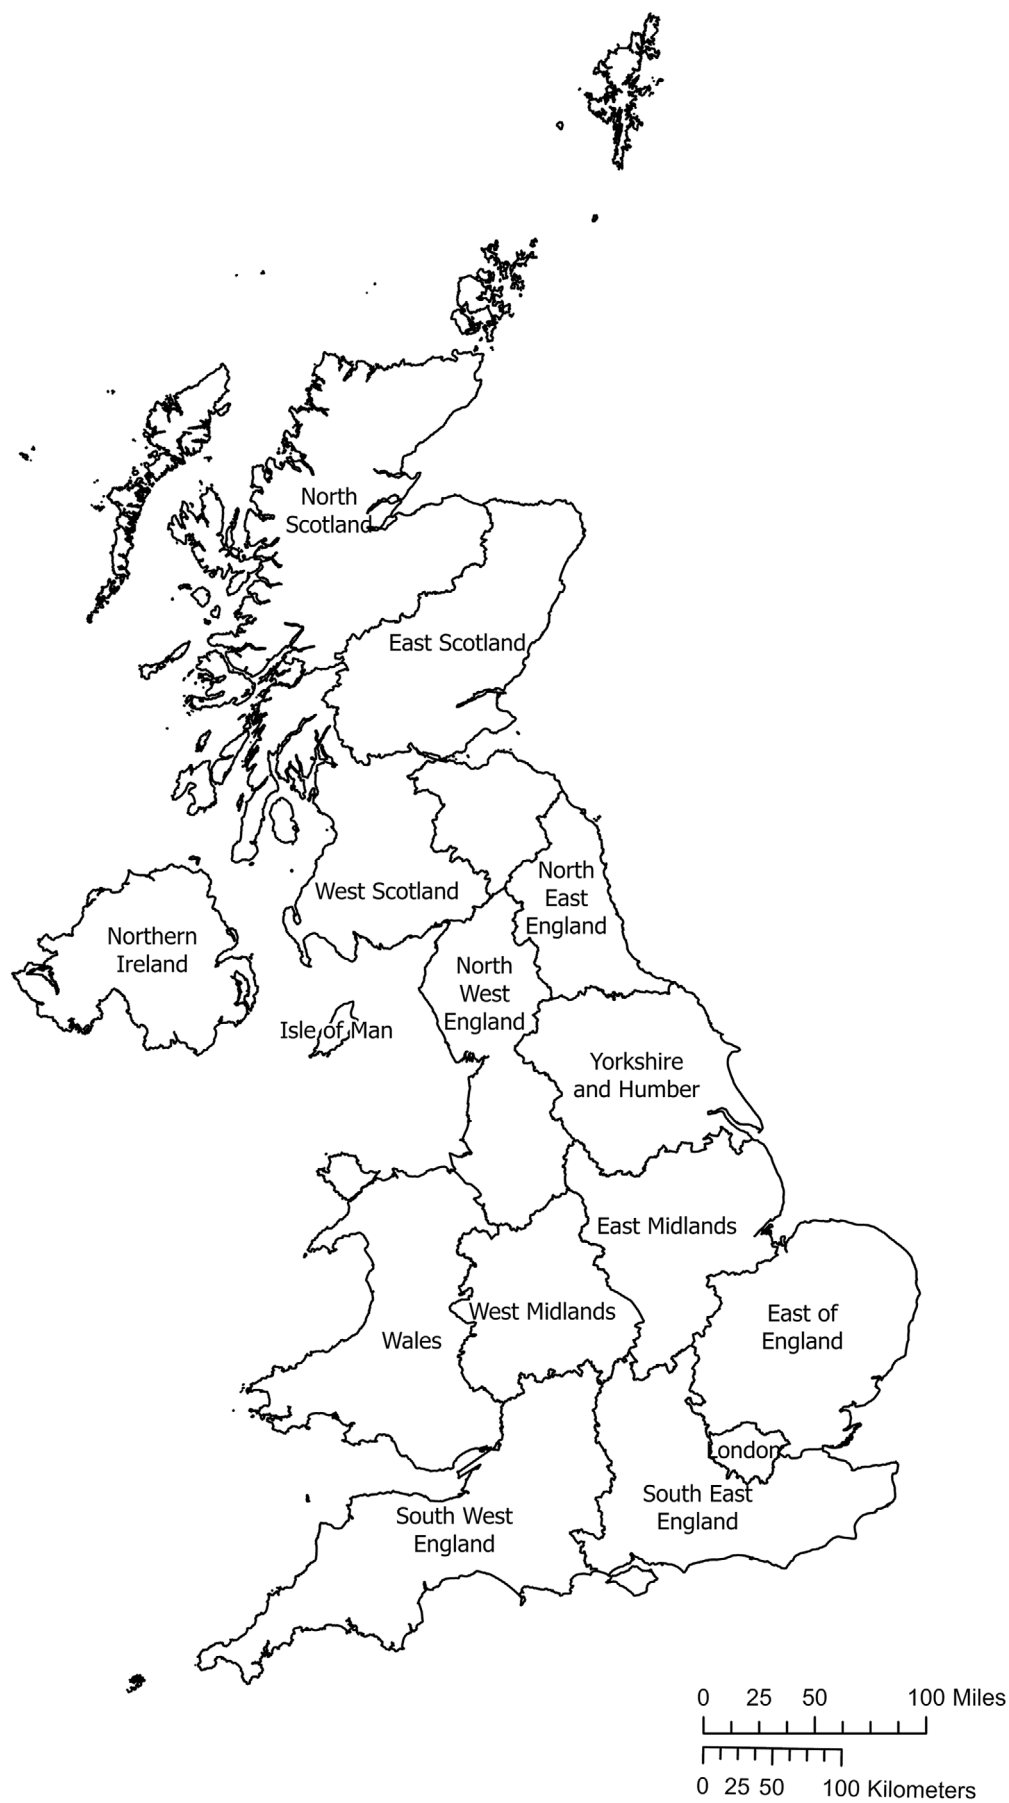 North
Scotland
East Scotland
North
East
England
West Scotland
Northern
Ireland
North
West
England
Isle of Man
Yorkshire
and Humber
East Midlands
West Midlands
East of
England
Wales
London
South East
England
South West
England
0 25 50 100 Miles
0 25 50 100 Kilometers